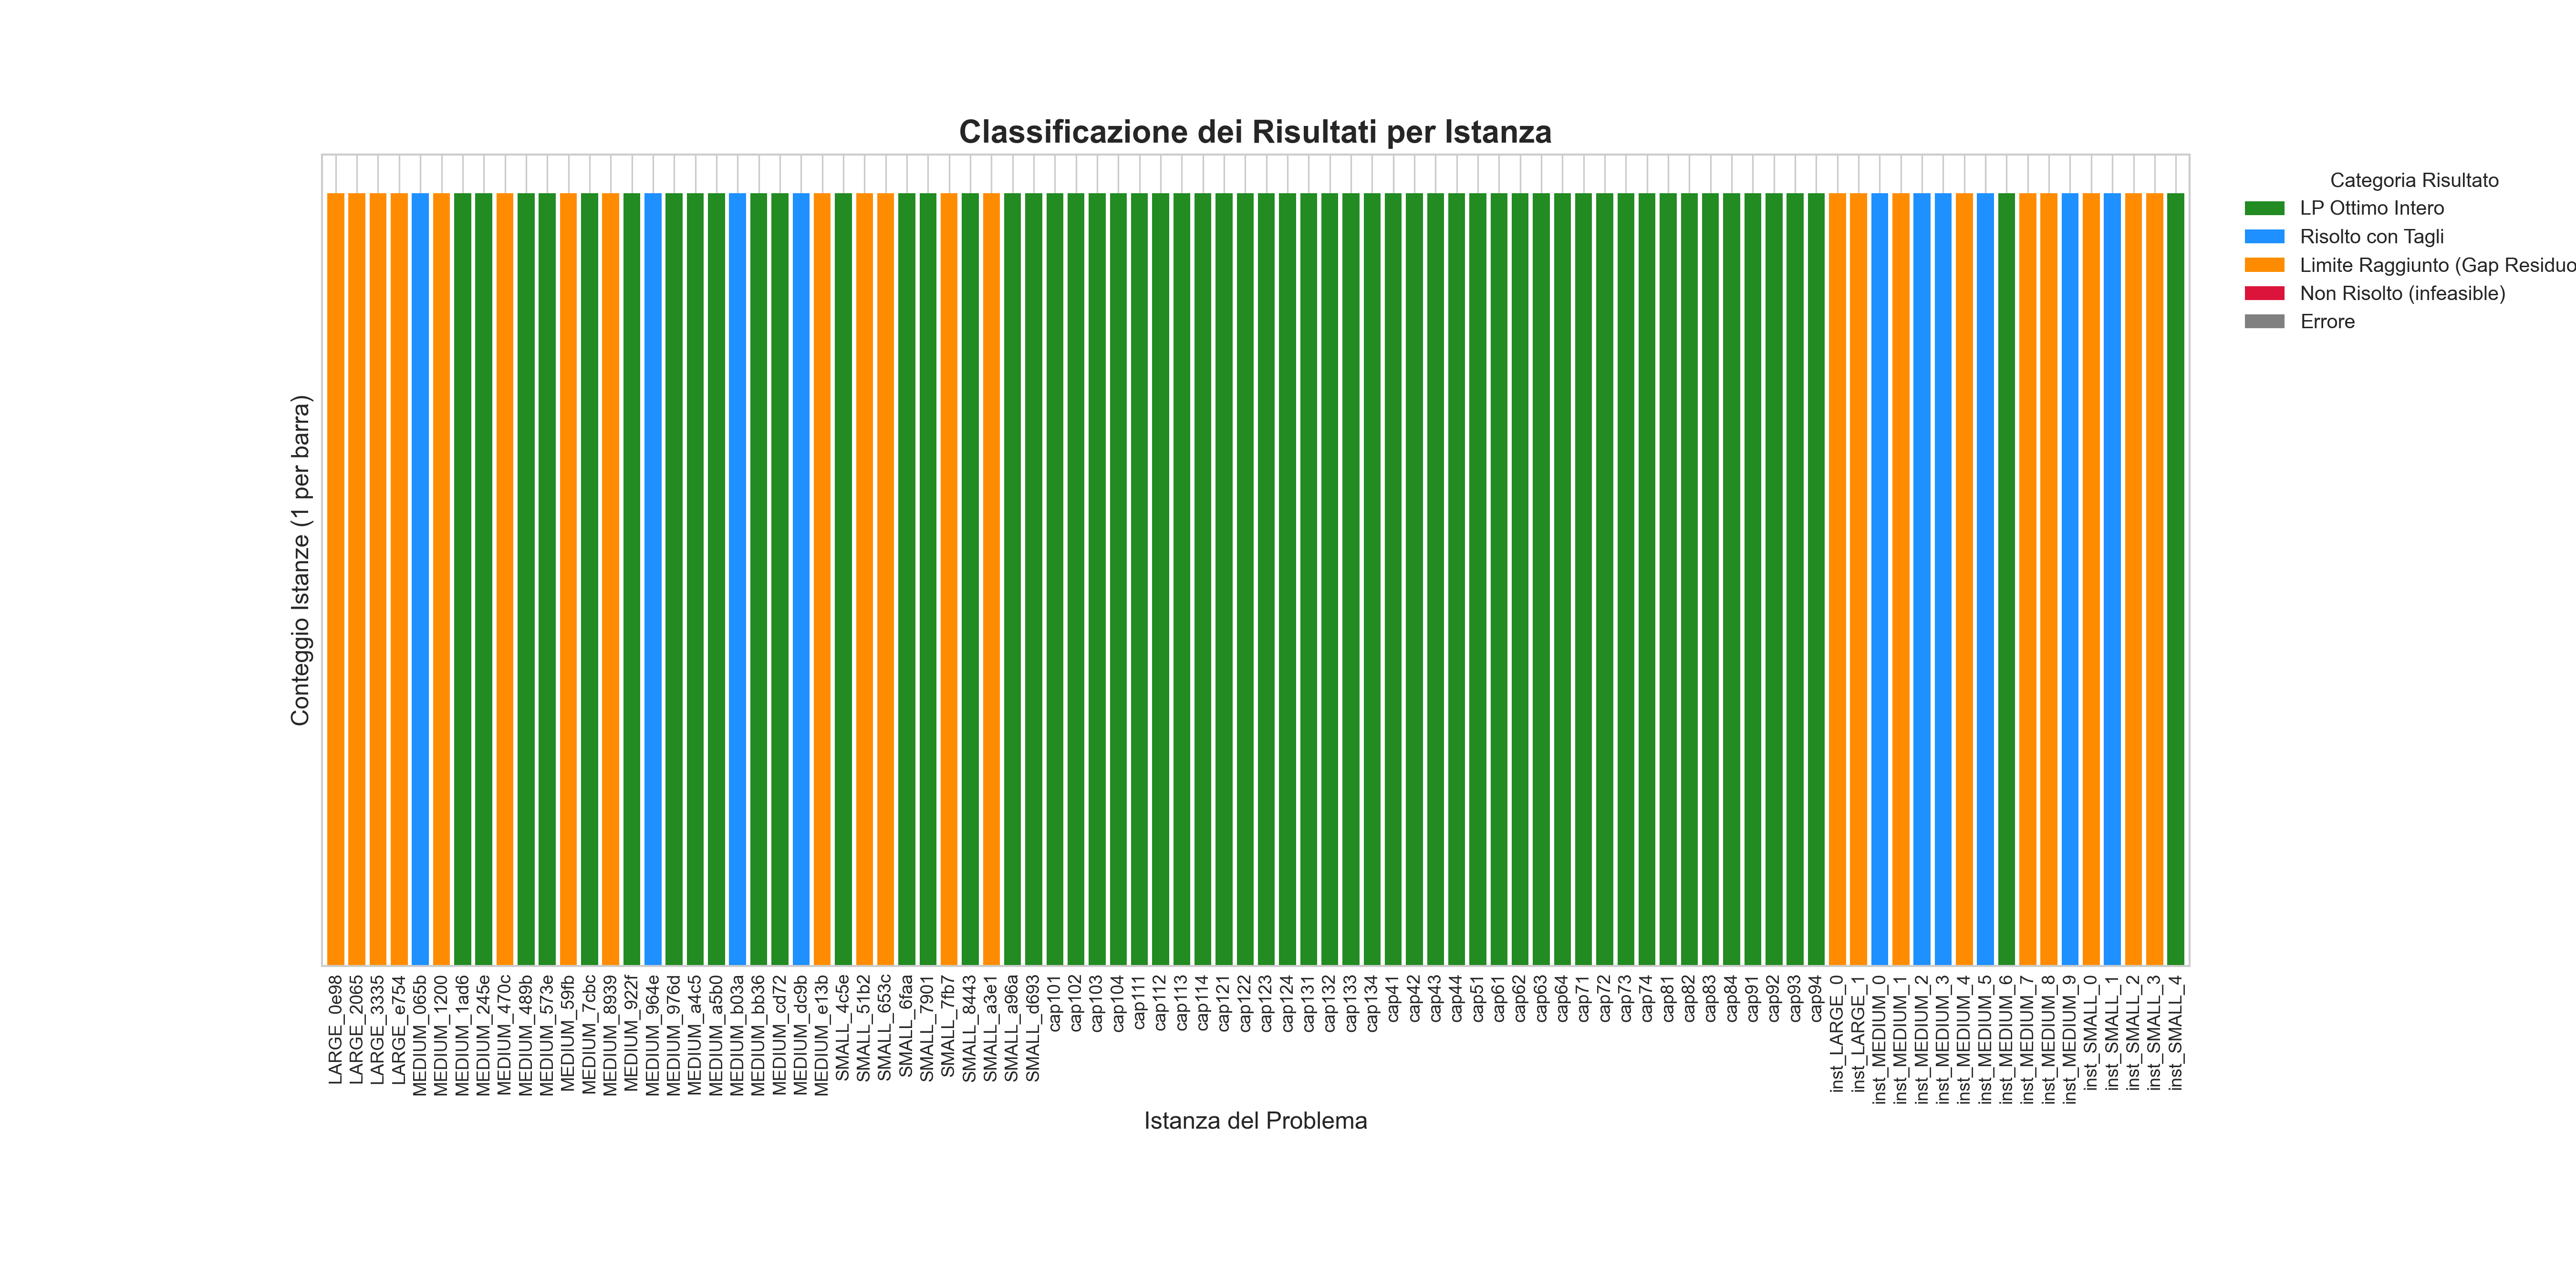 Classificazione dei Risultati per Istanza
Categoria Risultato
LP Ottimo Intero
Risolto con Tagli
Limite Raggiunto (Gap Residuo
Non Risolto (infeasible)
Errore
Conteggio Istanze (1 per barra)
LARGE_0e98
LARGE_2065
LARGE_3335
LARGE_e754
MEDIUM_065b
MEDIUM_1200
MEDIUM_1ad6
MEDIUM_245e
MEDIUM_470c
MEDIUM_489b
MEDIUM_573e
MEDIUM_59fb
MEDIUM_7cbc
MEDIUM_8939
MEDIUM_922f
MEDIUM_964e
MEDIUM_976d
MEDIUM_a4c5
MEDIUM_a5b0
MEDIUM_b03a
MEDIUM_bb36
MEDIUM_cd72
MEDIUM_dc9b
MEDIUM_e13b
SMALL_4c5e
SMALL_51b2
SMALL_653c
SMALL_6faa
SMALL_7901
SMALL_7fb7
SMALL_8443
SMALL_a3e1
SMALL_a96a
SMALL_d693
cap101
cap102
cap103
cap104
cap111
cap112
cap113
cap114
cap121
cap122
cap123
cap124
cap131
cap132
cap133
cap134
cap41
cap42
cap43
cap44
cap51
cap61
cap62
cap63
cap64
cap71
cap72
cap73
cap74
cap81
cap82
cap83
cap84
cap91
cap92
cap93
cap94
inst_LARGE_0
inst_LARGE_1
inst_MEDIUM_0
inst_MEDIUM_1
inst_MEDIUM_2
inst_MEDIUM_3
inst_MEDIUM_4
inst_MEDIUM_5
inst_MEDIUM_6
inst_MEDIUM_7
inst_MEDIUM_8
inst_MEDIUM_9
inst_SMALL_0
inst_SMALL_1
inst_SMALL_2
inst_SMALL_3
inst_SMALL_4
Istanza del Problema